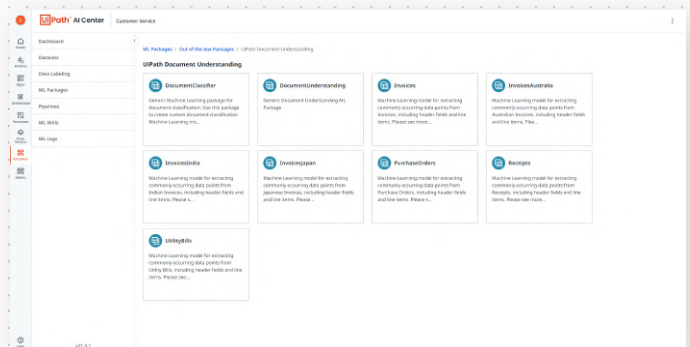 UiPath™ AI Center
Customer Service
Dashboard
Datasets
Data Labeling
ML Packages
Pipelines
ML Skills
ML Logs
ML Packages / Out of the box Packages / UiPath Document Understanding
UiPath Document Understanding
DocumentClassifier
Generic Machine Learning package for
document classification. Use this package
to create custom document classification
Machine Learning mo...
DocumentUnderstanding
Generic Document Understanding ML
Package
Invoices
Machine Learning model for extracting
commonly occurring data points from
Invoices, including header fields and line
items. Please see more...
InvoicesAustralia
Machine Learning model for extracting
commonly occurring data points from
Australian Invoices, including header fields
and line items. Plea...
InvoicesIndia
Machine Learning model for extracting
commonly occurring data points from
Indian Invoices, including header fields and
line items. Please s...
InvoicesJapan
Machine Learning model for extracting
commonly occurring data points from
Japanese Invoices, including header fields
and line items. Please...
PurchaseOrders
Machine Learning model for extracting
commonly occurring data points from
Purchase Orders, including header fields
and line items. Please s...
Receipts
Machine Learning model for extracting
commonly occurring data points from
Receipts, including header fields and line
items. Please see more...
UtilityBills
Machine Learning model for extracting
commonly occurring data points from
Utility Bills, including header fields and line
items. Please see...